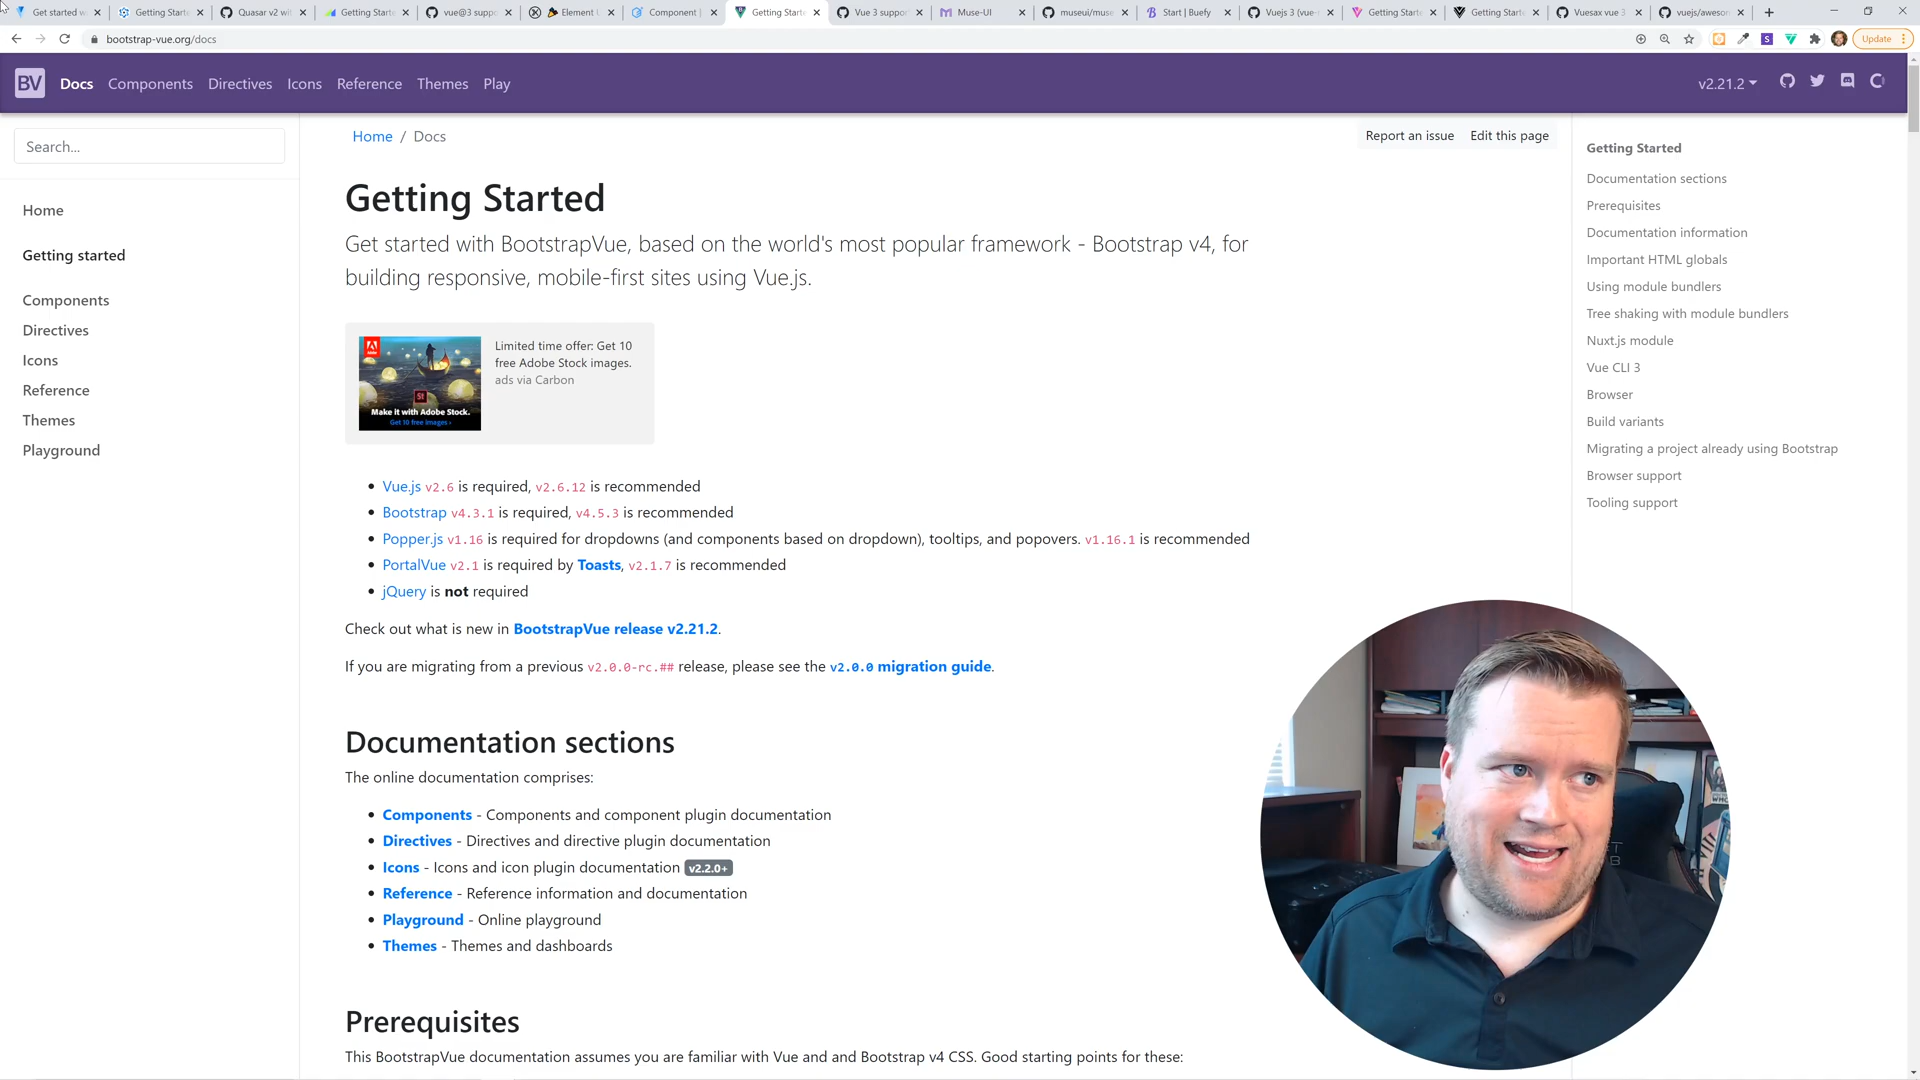 Get started w
Getting Starte
Quasar v2 wit
Getting Starte
vue@3 suppo
Element
Component |
Getting Starte
Vue 3 suppor
Muse-UI
museui/muse
Start | Buefy
Vuejs 3 (vue-n
Getting Starte
Getting Starte
Vuesax vue 3
vuejs/awesom
bootstrap-vue.org/docs
Update
BV
Docs
Components
Directives
Icons
Reference
Themes
Play
v2.21.2
Search...
Home
Getting started
Components
Directives
Icons
Reference
Themes
Playground
Home / Docs
Report an issue
Edit this page
Getting Started
Get started with BootstrapVue, based on the world's most popular framework - Bootstrap v4, for
building responsive, mobile-first sites using Vue.js.
Make it with Adobe Stock.
Get 10 free images ›
St
Limited time offer: Get 10
free Adobe Stock images.
ads via Carbon
• Vue.js v2.6 is required, v2.6.12 is recommended
• Bootstrap v4.3.1 is required, v4.5.3 is recommended
• Popper.js v1.16 is required for dropdowns (and components based on dropdown), tooltips, and popovers. v1.16.1 is recommended
• PortalVue v2.1 is required by Toasts, v2.1.7 is recommended
• jQuery is not required
Check out what is new in BootstrapVue release v2.21.2.
If you are migrating from a previous v2.0.0-rc.## release, please see the v2.0.0 migration guide.
Documentation sections
The online documentation comprises:
• Components - Components and component plugin documentation
• Directives - Directives and directive plugin documentation
• Icons - Icons and icon plugin documentation v2.2.0+
• Reference - Reference information and documentation
• Playground - Online playground
• Themes - Themes and dashboards
Prerequisites
This BootstrapVue documentation assumes you are familiar with Vue and and Bootstrap v4 CSS. Good starting points for these:
Getting Started
Documentation sections
Prerequisites
Documentation information
Important HTML globals
Using module bundlers
Tree shaking with module bundlers
Nuxt.js module
Vue CLI 3
Browser
Build variants
Migrating a project already using Bootstrap
Browser support
Tooling support